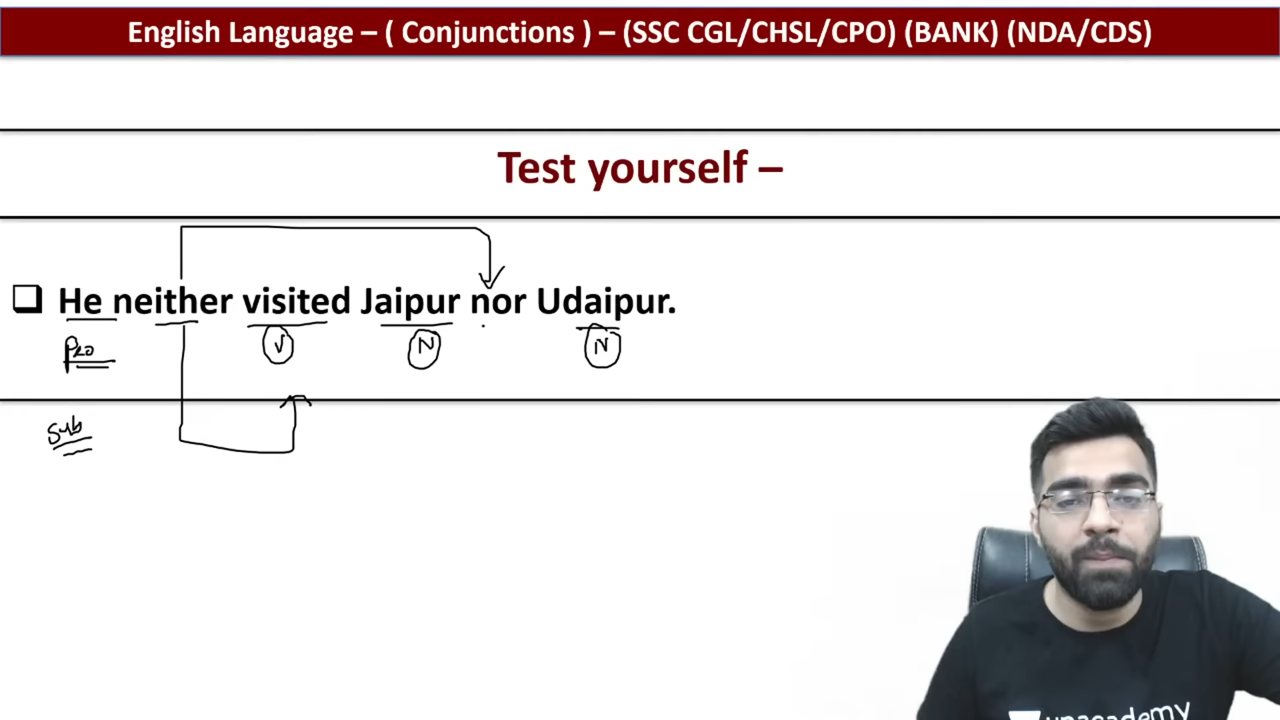 English Language – ( Conjunctions ) – (SSC CGL/CHSL/CPO) (BANK) (NDA/CDS)
Test yourself –
He neither visited Jaipur nor Udaipur.
Pro
V
N
N
Sub
unacademy